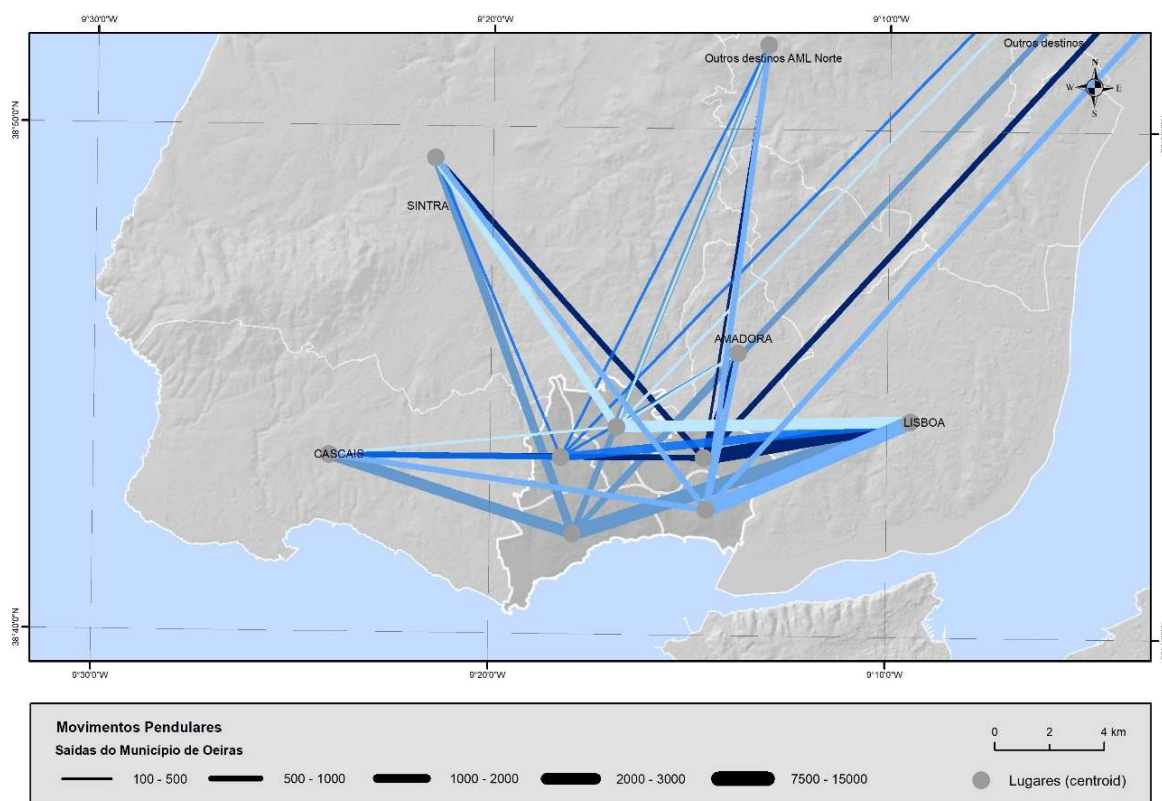 9°30'0"W
9°20'0"W
9°10'0"W
Outros destinos
Outros destinos AML Norte
N
W E
S
38°50'0"N
SINTRA
AMADORA
LISBOA
CASCAIS
38°40'0"N
9°30'0"W
9°20'0"W
9°10'0"W
Movimentos Pendulares
Saídas do Município de Oeiras
0 2 4 km
100 - 500 500 - 1000 1000 - 2000 2000 - 3000 7500 - 15000 Lugares (centroid)